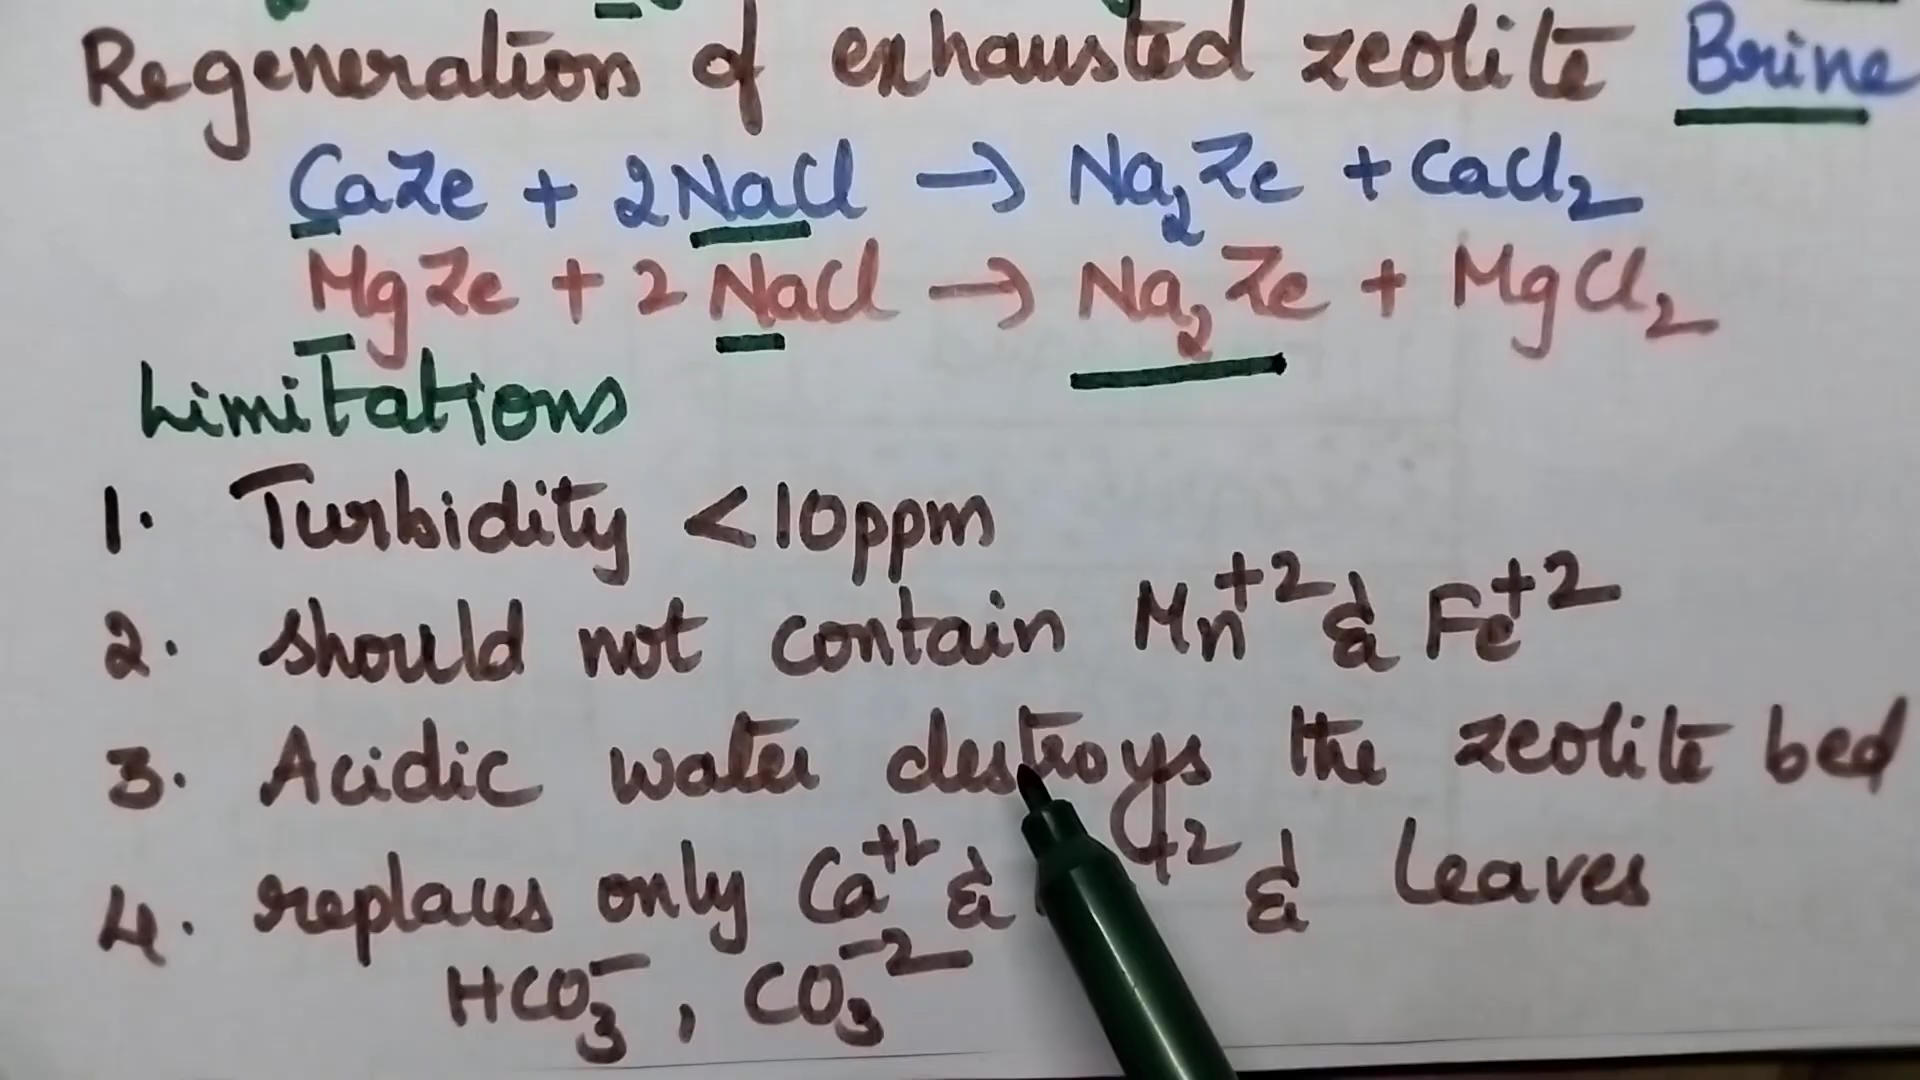 Regeneration of exhausted zeolite Brine
CaZe + 2NaCl → Na₂Ze + CaCl₂
MgZe + 2 NaCl → Na₂Ze + MgCl₂
Limitations
1. Turbidity < 10ppm
2. should not contain Mn⁺² & Fe⁺²
3. Acidic water destroys the zeolite bed
4. replaces only Ca⁺² & ⁺² & leaves
HCO₃⁻, CO₃⁻²